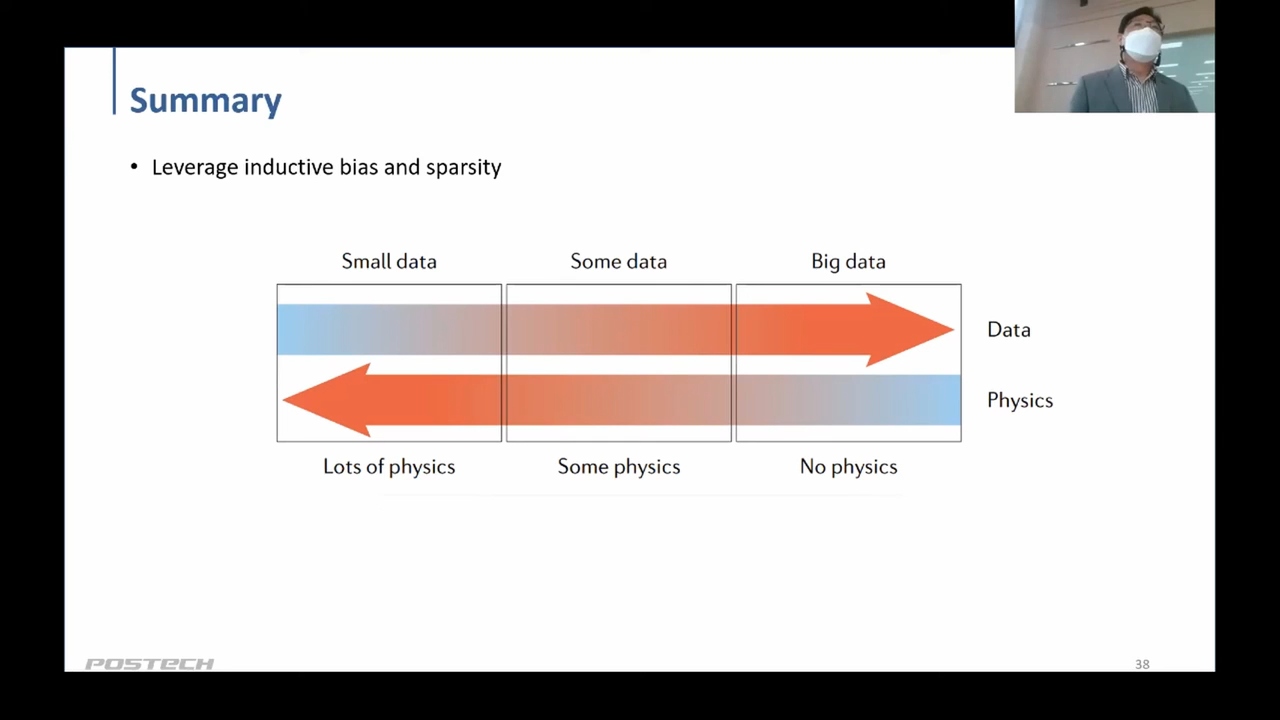 Summary
• Leverage inductive bias and sparsity
Small data Some data Big data
Data
Physics
Lots of physics Some physics No physics
POSTECH
38